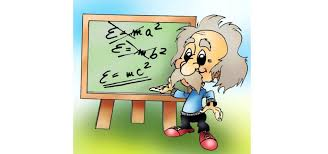 E = ma²
E = mb²
E = mc²